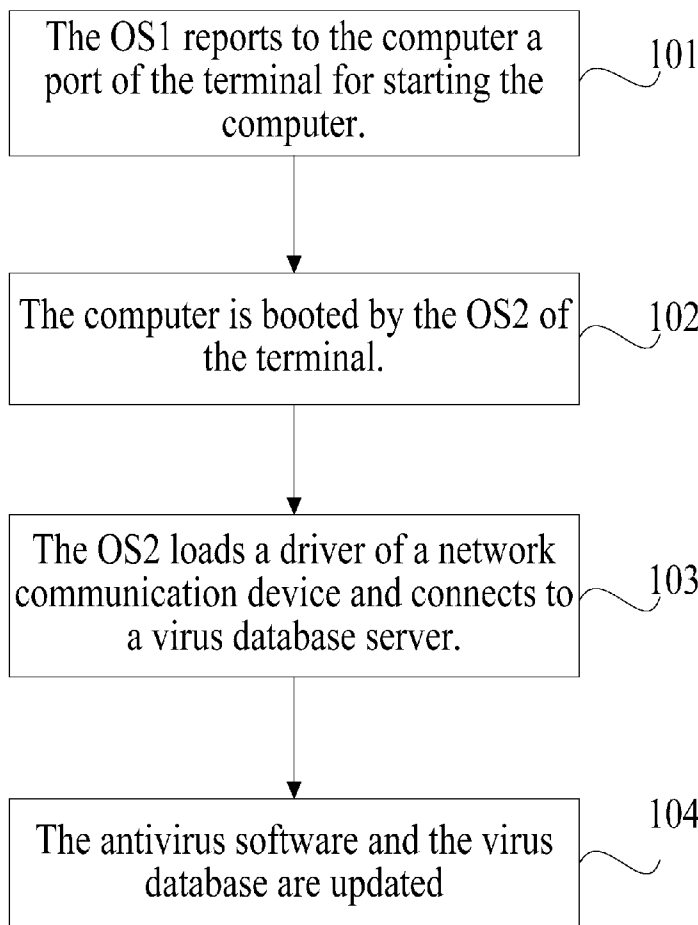 The OS1 reports to the computer a
port of the terminal for starting the
computer.
101
The computer is booted by the OS2 of
the terminal.
102
The OS2 loads a driver of a network
communication device and connects to
a virus database server.
103
The antivirus software and the virus
database are updated
104